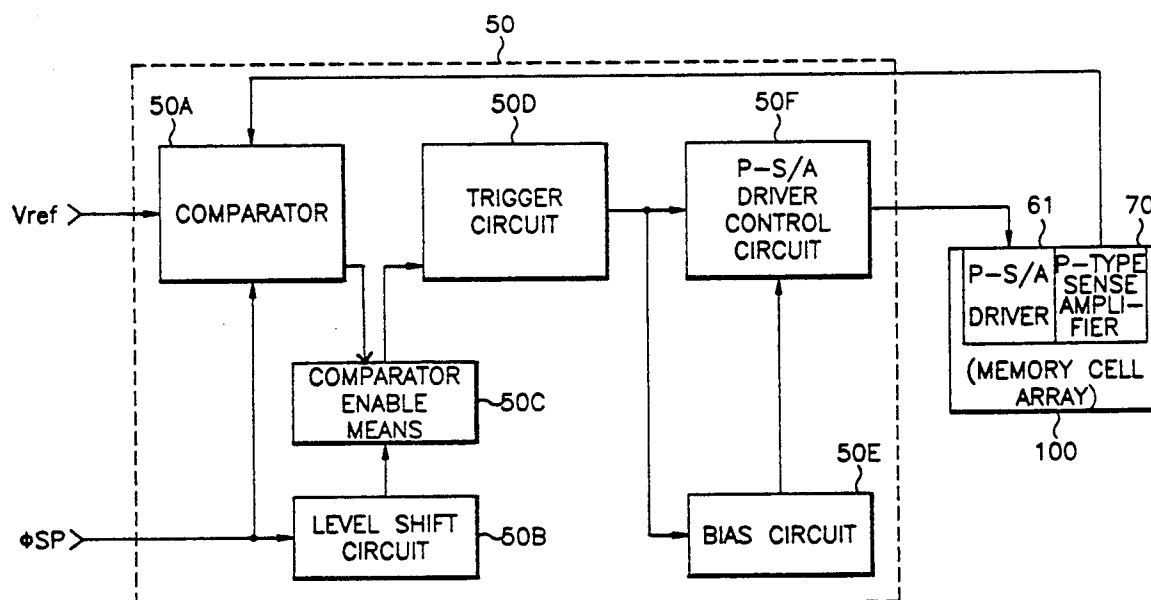 50
50A
50D
50F
Vref
COMPARATOR
TRIGGER
CIRCUIT
P-S/A
DRIVER
CONTROL
CIRCUIT
61
70
P-S/A
DRIVER
P-TYPE
SENSE
AMPLI-
FIER
(MEMORY CELL
ARRAY)
100
COMPARATOR
ENABLE
MEANS
50C
50E
ΦSP
LEVEL SHIFT
CIRCUIT
50B
BIAS CIRCUIT